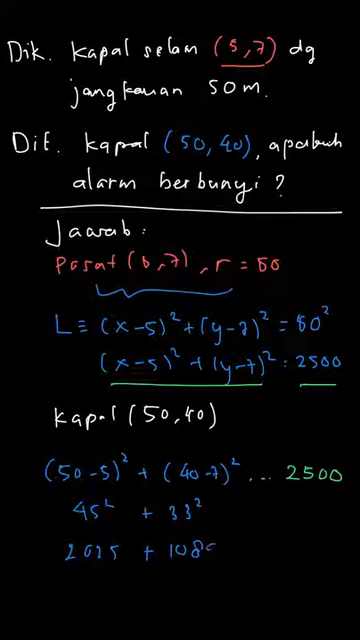 Dik. Kapal selam (5,7) dg
jangkauan 50 m.
Dit. Kapal (50,40), apakah
alarm berbunyi?
Jawab:
Pusat (5,7), r = 50
L ≡ (x-5)² + (y-7)² = 50²
(x-5)² + (y-7)² = 2500
Kapal (50,40)
(50-5)² + (40-7)² ... 2500
45² + 33²
2025 + 108